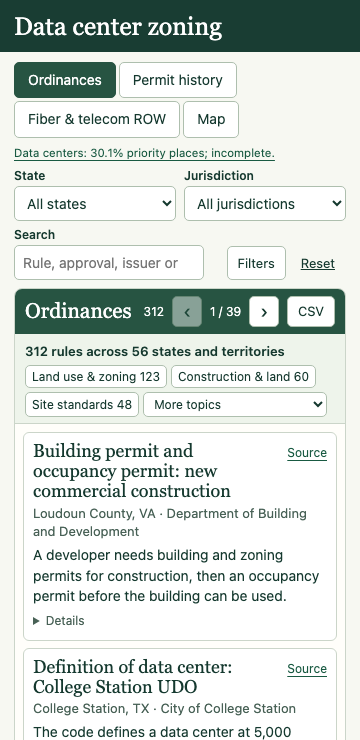 Data center zoning
Ordinances
Permit history
Fiber & telecom ROW
Map
Data centers: 30.1% priority places; incomplete.
State
Jurisdiction
All states
All jurisdictions
Search
Rule, approval, issuer or
Filters
Reset
Ordinances 312 ‹ 1 / 39 › CSV
312 rules across 56 states and territories
Land use & zoning 123
Construction & land 60
Site standards 48
More topics
Building permit and
occupancy permit: new
commercial construction
Source
Loudoun County, VA · Department of Building
and Development
A developer needs building and zoning
permits for construction, then an occupancy
permit before the building can be used.
Details
Definition of data center:
College Station UDO
Source
College Station, TX · City of College Station
The code defines a data center at 5,000